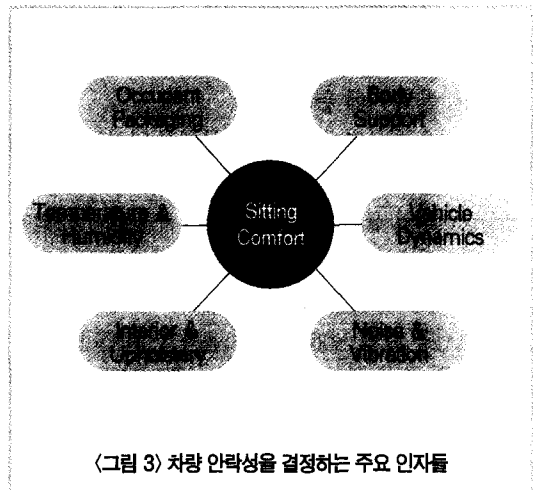 Occupant
Packaging
Body
Support
Temperature &
Humidity
Sitting
Comfort
Vehicle
Dynamics
Interior &
Upholstery
Noise &
Vibration
〈그림 3〉 차량 안락성을 결정하는 주요 인자들